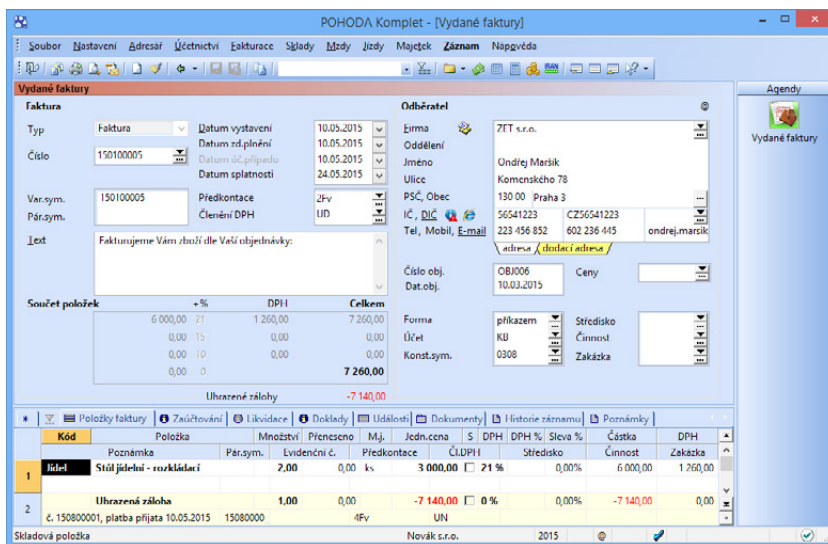 POHODA Komplet - [Vydané faktury]
Soubor Nastavení Adresář Účetnictví Fakturace Sklady Mzdy Jízdy Majetek Záznam Nápověda
Vydané faktury
Agendy
Vydané faktury
Faktura
Odběratel
Typ Faktura Datum vystavení 10.05.2015
Datum zd.plnění 10.05.2015
Číslo 150100005 Datum úč.případu 10.05.2015
Datum splatnosti 24.05.2015
Var.sym. 150100005 Předkontace 2Fv
Pár.sym. Členění DPH UD
Text Fakturujeme Vám zboží dle Vaší objednávky:
Součet položek +% DPH Celkem
6 000,00 21 1 260,00 7 260,00
0,00 15 0,00 0,00
0,00 10 0,00 0,00
0,00 0 7 260,00
Uhrazené zálohy -7 140,00
Firma ZET s.r.o.
Oddělení
Jméno Ondřej Maršík
Ulice Komenského 78
PSČ, Obec 130 00 Praha 3
IČ, DIČ 56541223 CZ56541223
Tel, Mobil, E-mail 223 456 852 602 236 445 ondrej.marsik
adresa dodací adresa
Číslo obj. OBJ006 Ceny
Dat.obj. 10.03.2015
Forma příkazem Středisko
Účet KB Činnost
Konst.sym. 0308 Zakázka
Položky faktury Zaúčtování Likvidace Doklady Události Dokumenty Historie záznamu Poznámky
Kód Položka Množství Přeneseno M.j. Jedn.cena S DPH DPH % Sleva % Částka DPH
Poznámka Pár.sym. Evidenční č. Předkontace Čl.DPH Středisko Činnost Zakázka
1 Jídel Stůl jídelní - rozkládací 2,00 0,00 ks 3 000,00 21 % 0,00% 6 000,00 1 260,00
2 Uhrazená záloha 1,00 0,00 -7 140,00 0 % 0,00% -7 140,00 0,00
č. 150800001, platba přijata 10.05.2015 15080000 4Fv UN
Skladová položka Novák s.r.o. 2015 @